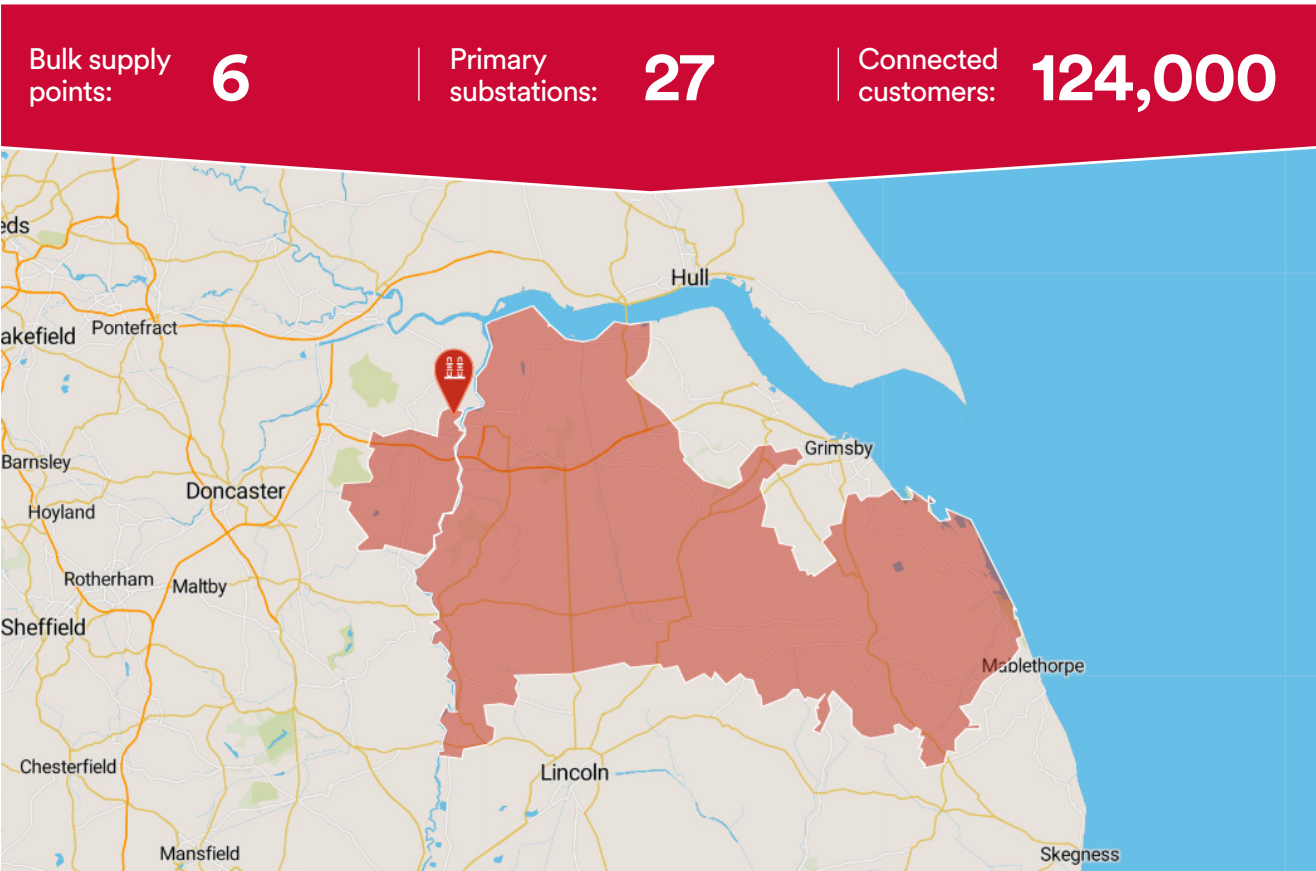 Bulk supply
points:
6
Primary
substations:
27
Connected
customers:
124,000
eds
Hull
akefield
Pontefract
Grimsby
Barnsley
Doncaster
Hoyland
Rotherham
Maltby
Sheffield
Mablethorpe
Chesterfield
Lincoln
Mansfield
Skegness